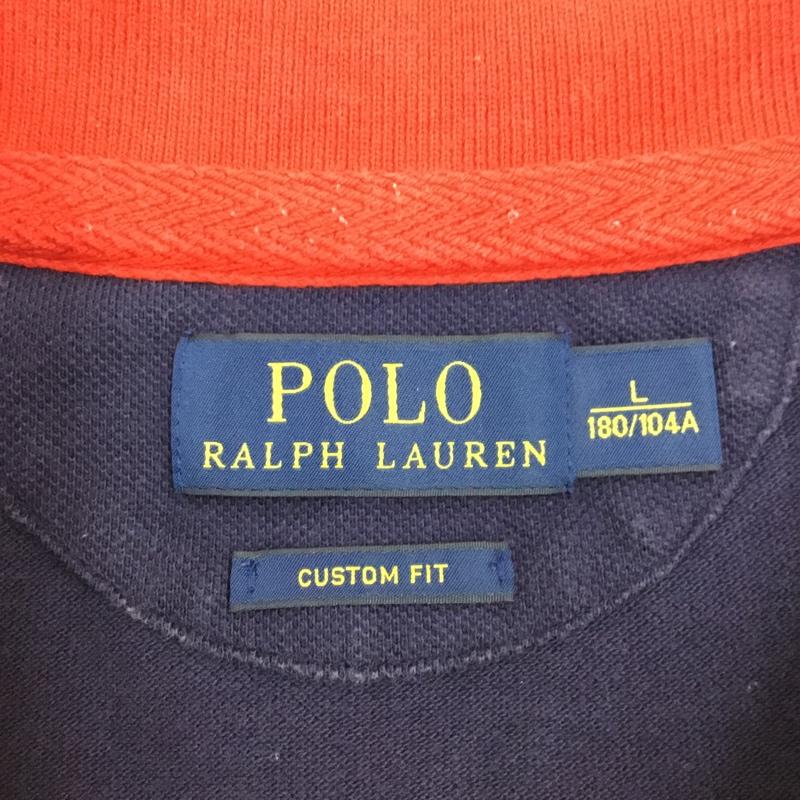 POLO
RALPH LAUREN
L
180/104A
CUSTOM FIT